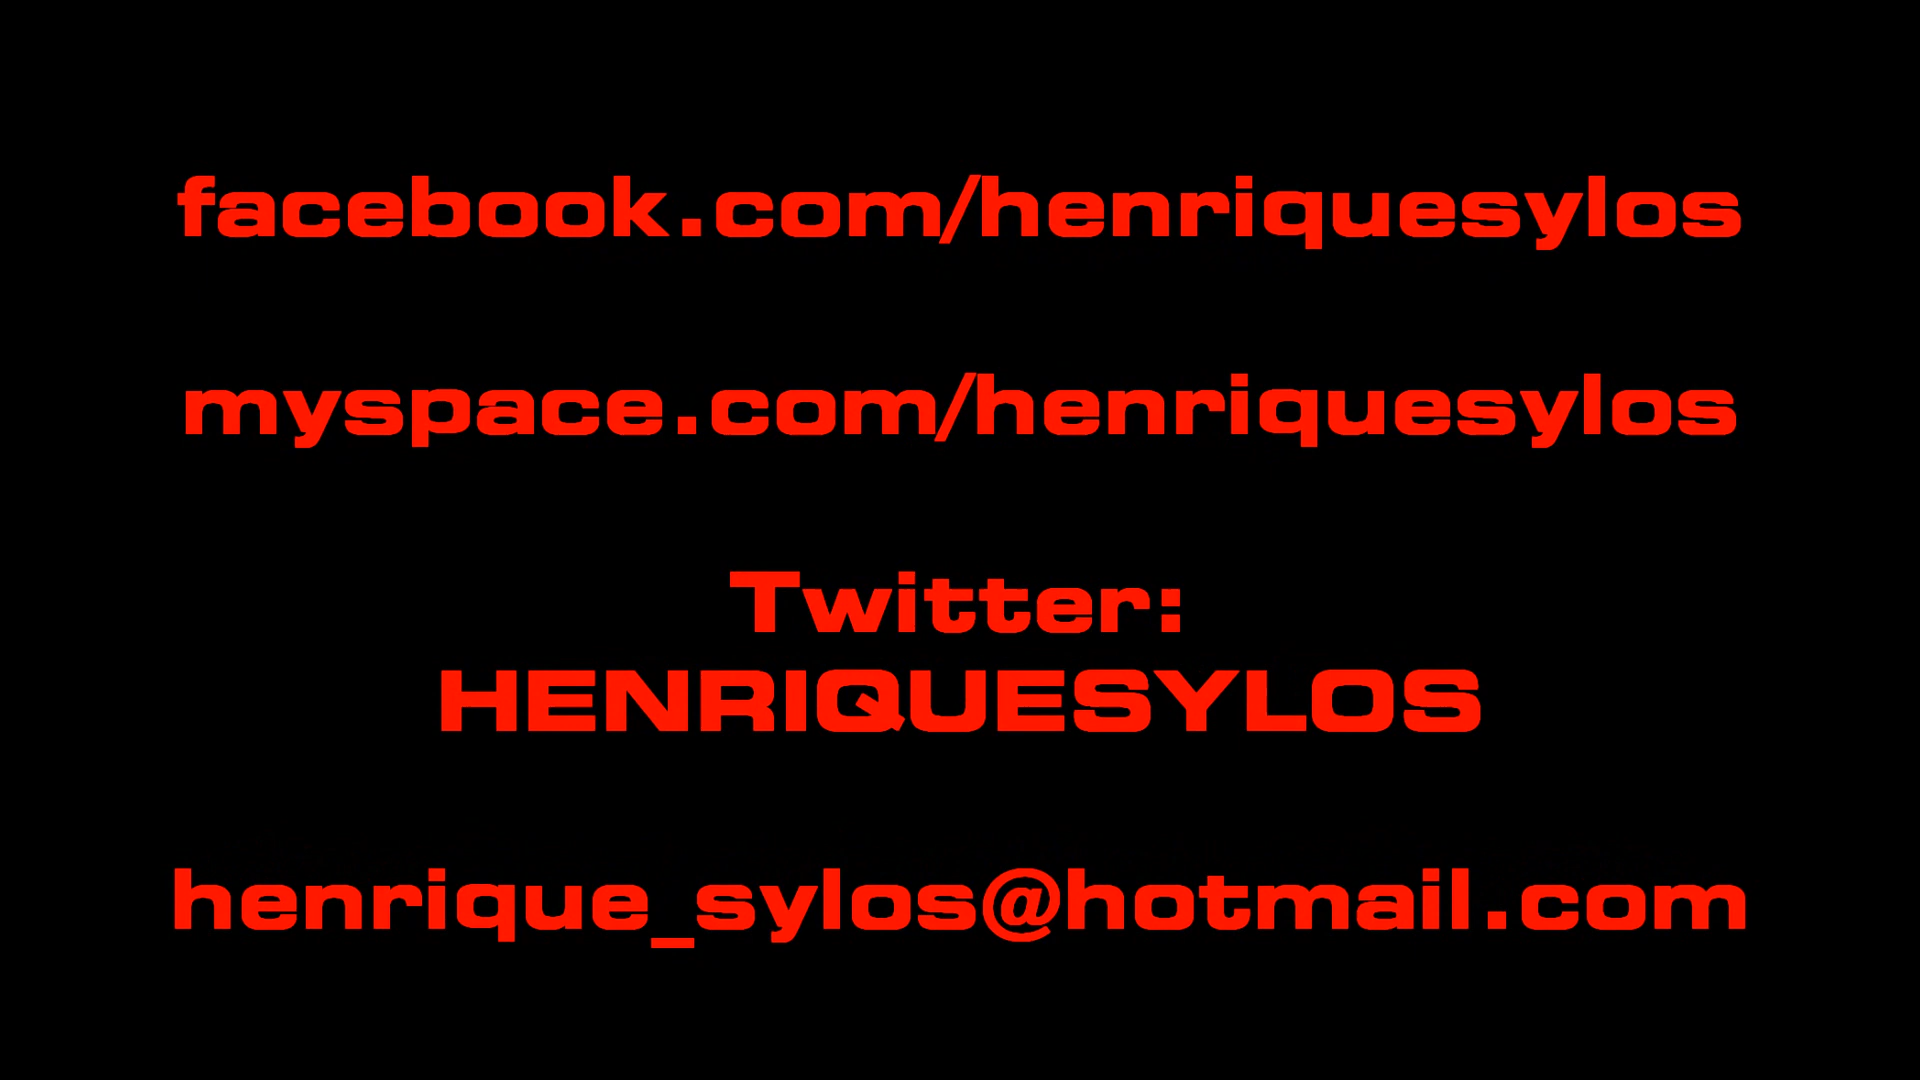 facebook.com/henriquesylos
myspace.com/henriquesylos
Twitter:
HENRIQUESYLOS
henrique_sylos@hotmail.com